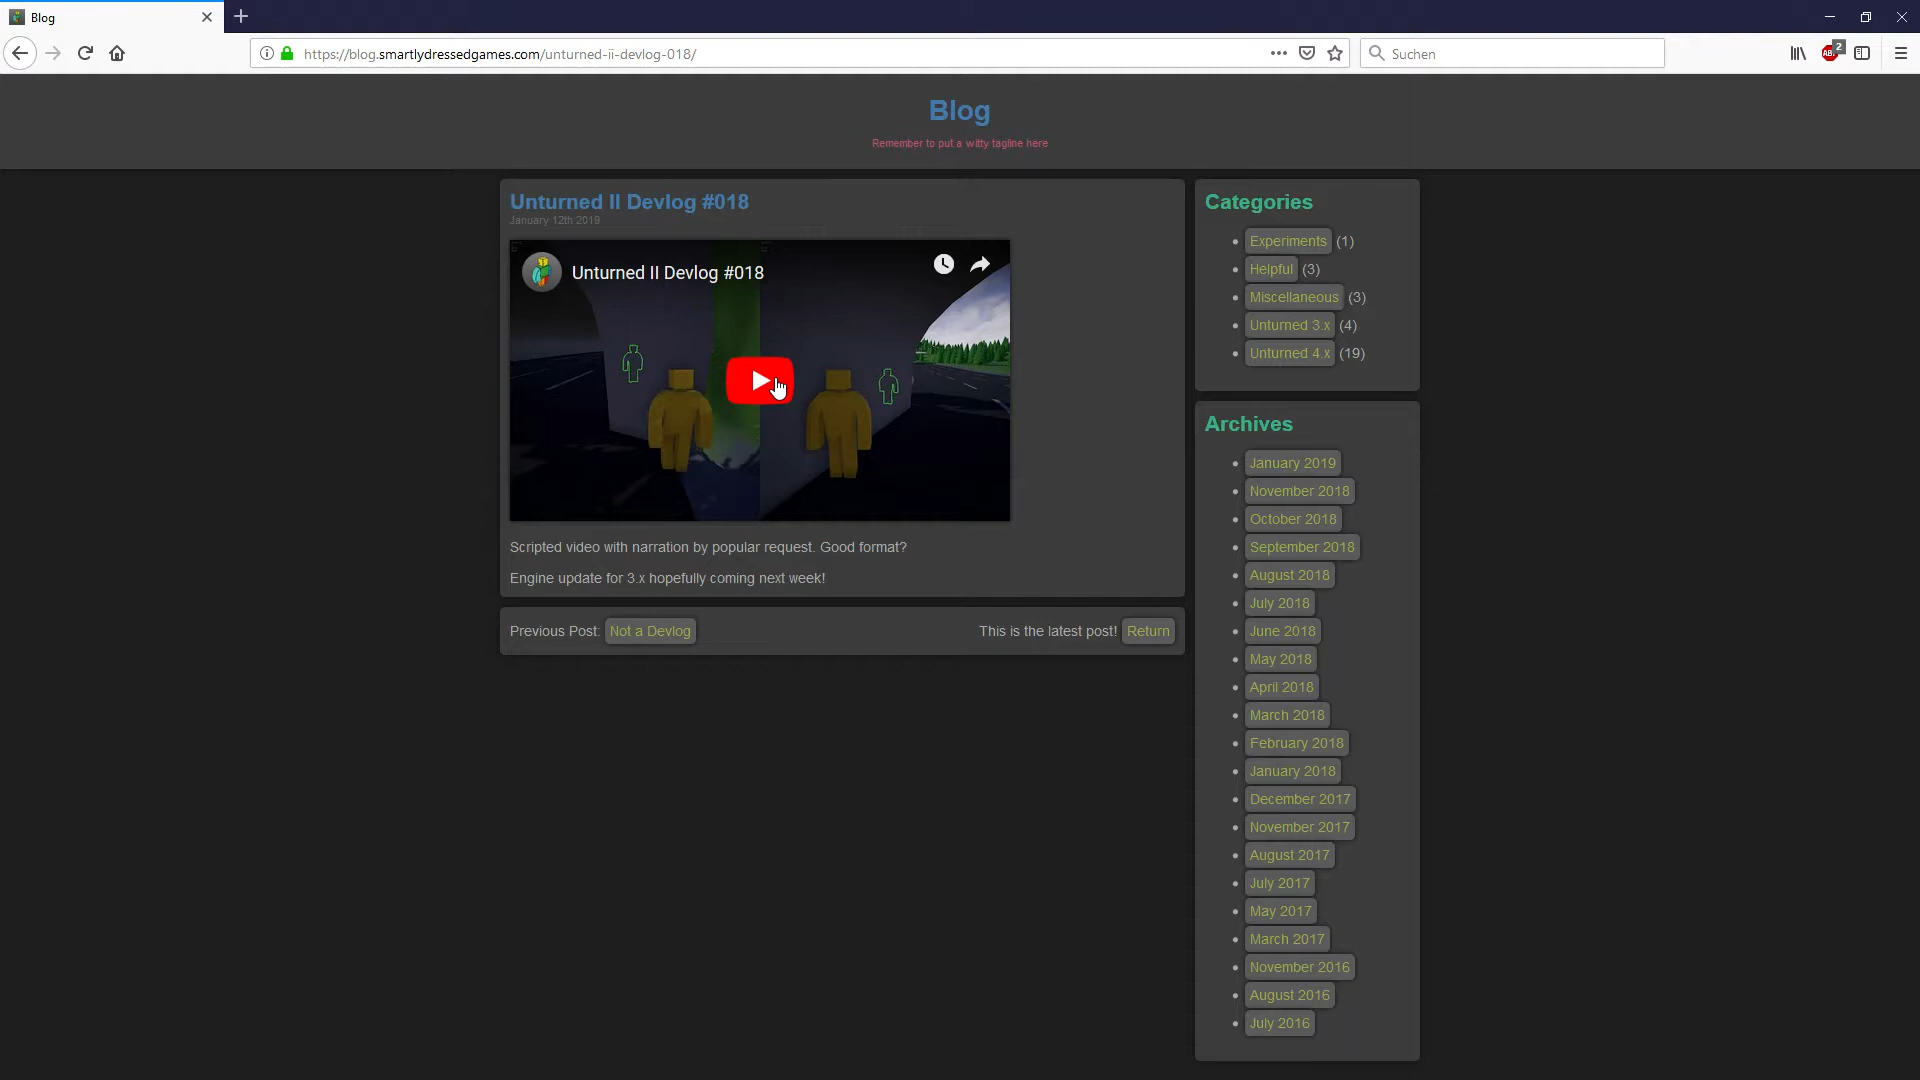 Blog
https://blog.smartlydressedgames.com/unturned-ii-devlog-018/
Suchen
2
Blog
Remember to put a witty tagline here
Unturned II Devlog #018
January 12th 2019
Unturned II Devlog #018
Scripted video with narration by popular request. Good format?
Engine update for 3.x hopefully coming next week!
Previous Post: Not a Devlog
This is the latest post! Return
Categories
Experiments (1)
Helpful (3)
Miscellaneous (3)
Unturned 3.x (4)
Unturned 4.x (19)
Archives
January 2019
November 2018
October 2018
September 2018
August 2018
July 2018
June 2018
May 2018
April 2018
March 2018
February 2018
January 2018
December 2017
November 2017
August 2017
July 2017
May 2017
March 2017
November 2016
August 2016
July 2016